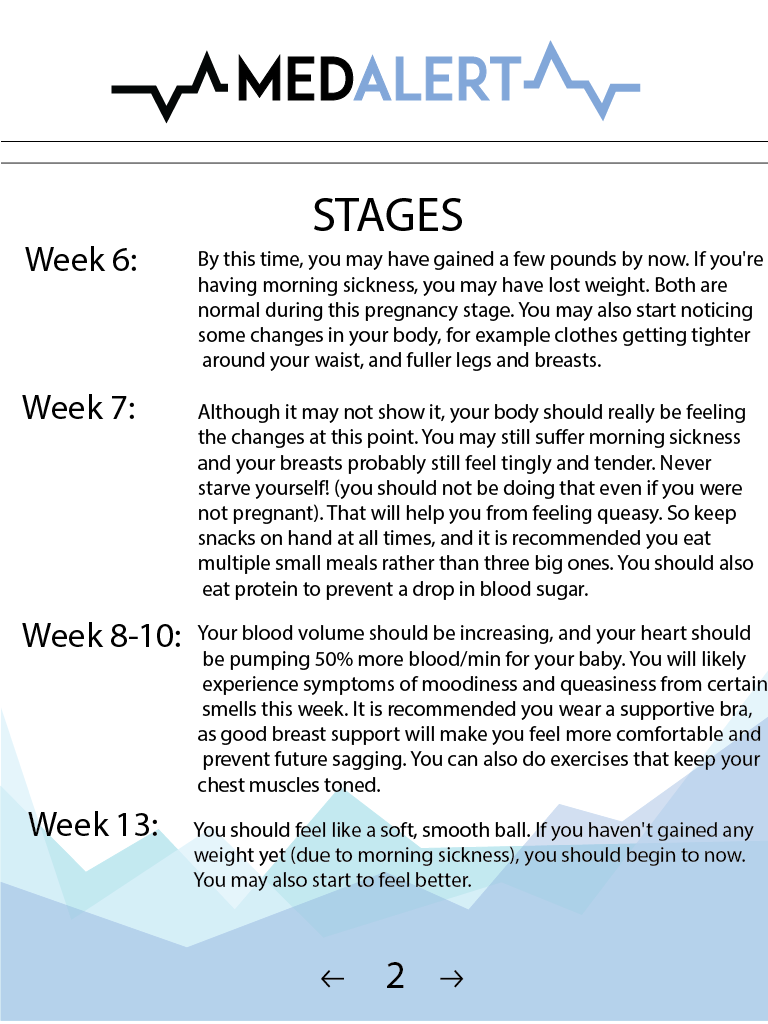 MEDALERT
STAGES
Week 6:
By this time, you may have gained a few pounds by now. If you're
having morning sickness, you may have lost weight. Both are
normal during this pregnancy stage. You may also start noticing
some changes in your body, for example clothes getting tighter
around your waist, and fuller legs and breasts.
Week 7:
Although it may not show it, your body should really be feeling
the changes at this point. You may still suffer morning sickness
and your breasts probably still feel tingly and tender. Never
starve yourself! (you should not be doing that even if you were
not pregnant). That will help you from feeling queasy. So keep
snacks on hand at all times, and it is recommended you eat
multiple small meals rather than three big ones. You should also
eat protein to prevent a drop in blood sugar.
Week 8-10:
Your blood volume should be increasing, and your heart should
be pumping 50% more blood/min for your baby. You will likely
experience symptoms of moodiness and queasiness from certain
smells this week. It is recommended you wear a supportive bra,
as good breast support will make you feel more comfortable and
prevent future sagging. You can also do exercises that keep your
chest muscles toned.
Week 13:
You should feel like a soft, smooth ball. If you haven't gained any
weight yet (due to morning sickness), you should begin to now.
You may also start to feel better.
← 2 →